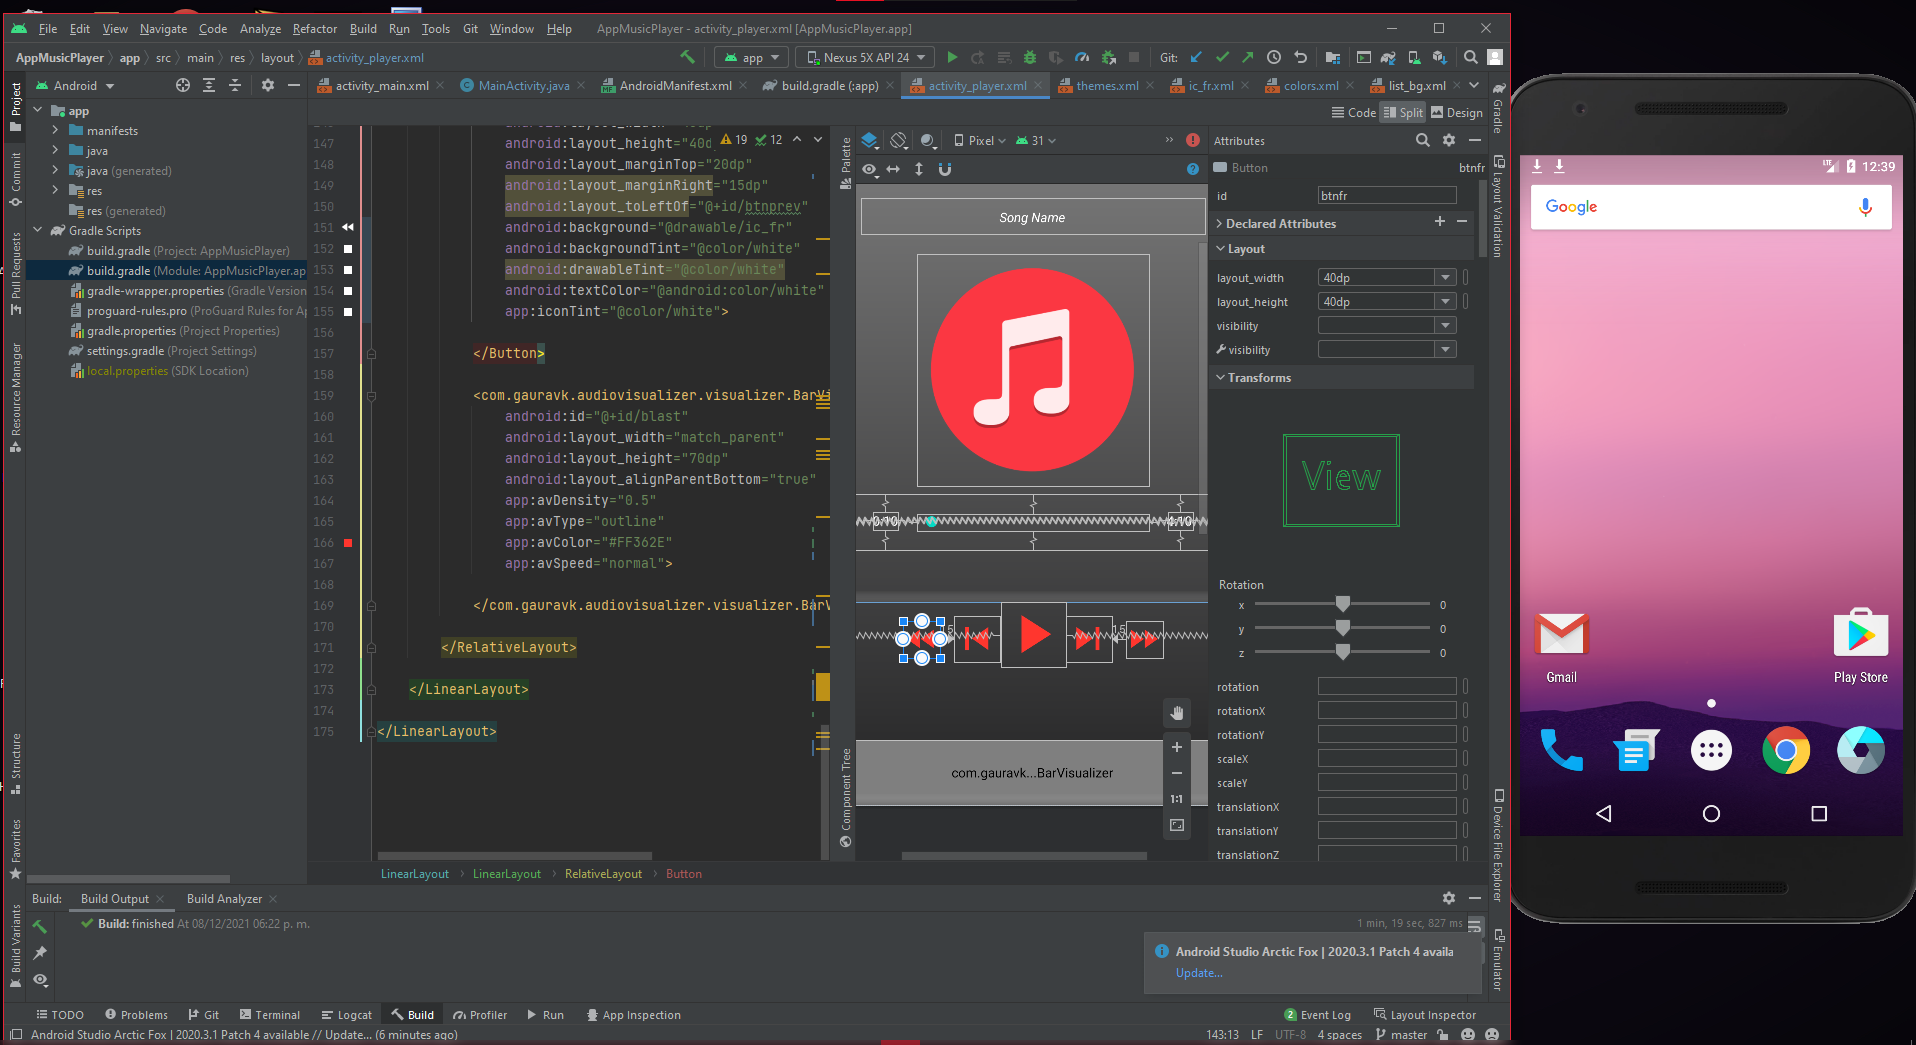 File Edit View Navigate Code Analyze Refactor Build Run Tools Git Window Help AppMusicPlayer - activity_player.xml [AppMusicPlayer.app]
AppMusicPlayer app src main res layout activity_player.xml
app Nexus 5X API 24 Git:
Android
activity_main.xml MainActivity.java AndroidManifest.xml build.gradle (:app) activity_player.xml themes.xml ic_fr.xml colors.xml list_bg.xml
Code Split Design
Project
Commit
Pull Requests
Resource Manager
Structure
Favorites
Build Variants
app
manifests
java
java (generated)
res
res (generated)
Gradle Scripts
build.gradle (Project: AppMusicPlayer)
build.gradle (Module: AppMusicPlayer.ap
gradle-wrapper.properties (Gradle Version
proguard-rules.pro (ProGuard Rules for Ap
gradle.properties (Project Properties)
settings.gradle (Project Settings)
local.properties (SDK Location)
19 12
147 android:layout_height="40d
148 android:layout_marginTop="20dp"
149 android:layout_marginRight="15dp"
150 android:layout_toLeftOf="@+id/btnprev"
151 android:background="@drawable/ic_fr"
152 android:backgroundTint="@color/white"
153 android:drawableTint="@color/white"
154 android:textColor="@android:color/white"
155 app:iconTint="@color/white">
156
157 </Button>
158
159 <com.gauravk.audiovisualizer.visualizer.BarVi
160 android:id="@+id/blast"
161 android:layout_width="match_parent"
162 android:layout_height="70dp"
163 android:layout_alignParentBottom="true"
164 app:avDensity="0.5"
165 app:avType="outline"
166 app:avColor="#FF362E"
167 app:avSpeed="normal">
168
169 </com.gauravk.audiovisualizer.visualizer.BarV
170
171 </RelativeLayout>
172
173 </LinearLayout>
174
175 </LinearLayout>
LinearLayout LinearLayout RelativeLayout Button
Palette
Component Tree
Pixel 31
Song Name
0:10 4:10
15
com.gauravk...BarVisualizer
1:1
Attributes
Button btnfr
id btnfr
Declared Attributes
Layout
layout_width 40dp
layout_height 40dp
visibility
visibility
Transforms
View
Rotation
x 0
y 0
z 0
rotation
rotationX
rotationY
scaleX
scaleY
translationX
translationY
translationZ
Gradle
Layout Validation
Device File Explorer
Emulator
Build: Build Output Build Analyzer
Build: finished At 08/12/2021 06:22 p. m.
1 min, 19 sec, 827 ms
Android Studio Arctic Fox | 2020.3.1 Patch 4 availa
Update...
TODO Problems Git Terminal Logcat Build Profiler Run App Inspection
2 Event Log Layout Inspector
Android Studio Arctic Fox | 2020.3.1 Patch 4 available // Update... (6 minutes ago)
143:13 LF UTF-8 4 spaces master
LTE 12:39
Google
Gmail
Play Store